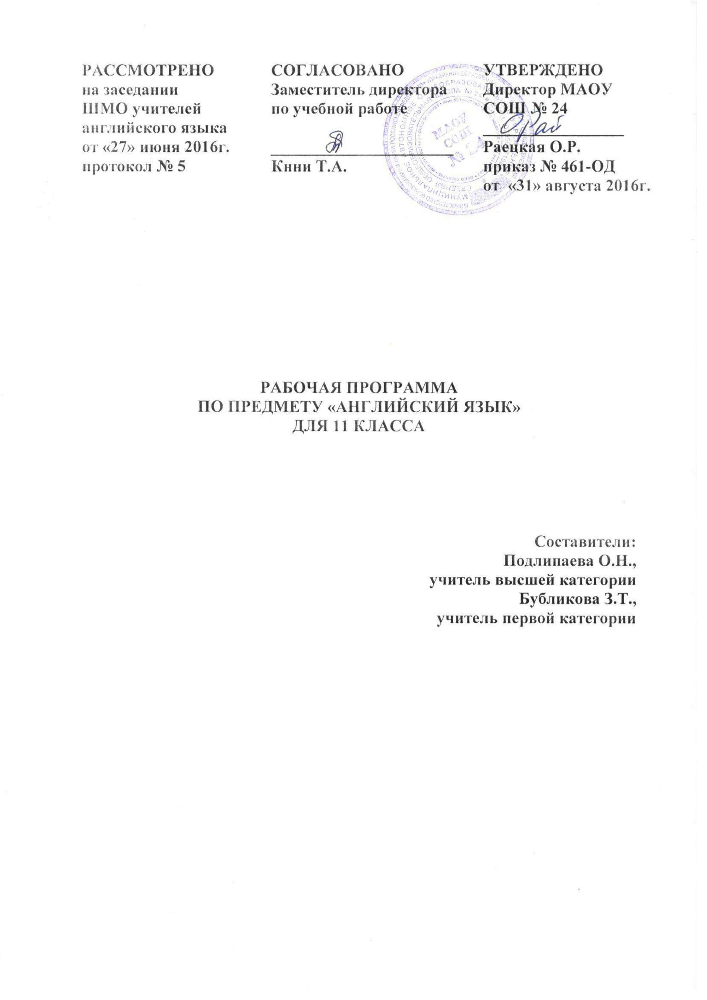 РАССМОТРЕНО
на заседании
ШМО учителей
английского языка
от «27» июня 2016г.
протокол № 5
СОГЛАСОВАНО
Заместитель директора
по учебной работе
Книи Т.А.
УТВЕРЖДЕНО
Директор МАОУ
СОШ № 24
Раецкая О.Р.
приказ № 461-ОД
от «31» августа 2016г.
МАОУ
СОШ
№ 24
РАБОЧАЯ ПРОГРАММА
ПО ПРЕДМЕТУ «АНГЛИЙСКИЙ ЯЗЫК»
ДЛЯ 11 КЛАССА
Составители:
Подлипаева О.Н.,
учитель высшей категории
Бубликова З.Т.,
учитель первой категории